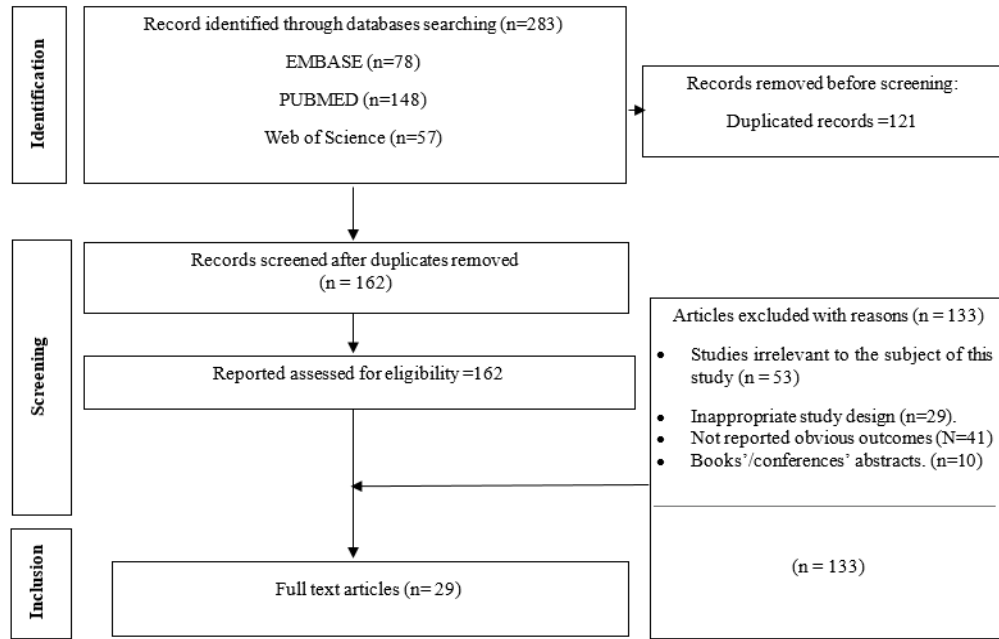 Identification
Record identified through databases searching (n=283)
EMBASE (n=78)
PUBMED (n=148)
Web of Science (n=57)
Records removed before screening:
Duplicated records =121
Screening
Records screened after duplicates removed
(n = 162)
Reported assessed for eligibility =162
Articles excluded with reasons (n = 133)
• Studies irrelevant to the subject of this
study (n = 53)
• Inappropriate study design (n=29).
• Not reported obvious outcomes (N=41)
• Books’/conferences’ abstracts. (n=10)
(n = 133)
Inclusion
Full text articles (n= 29)